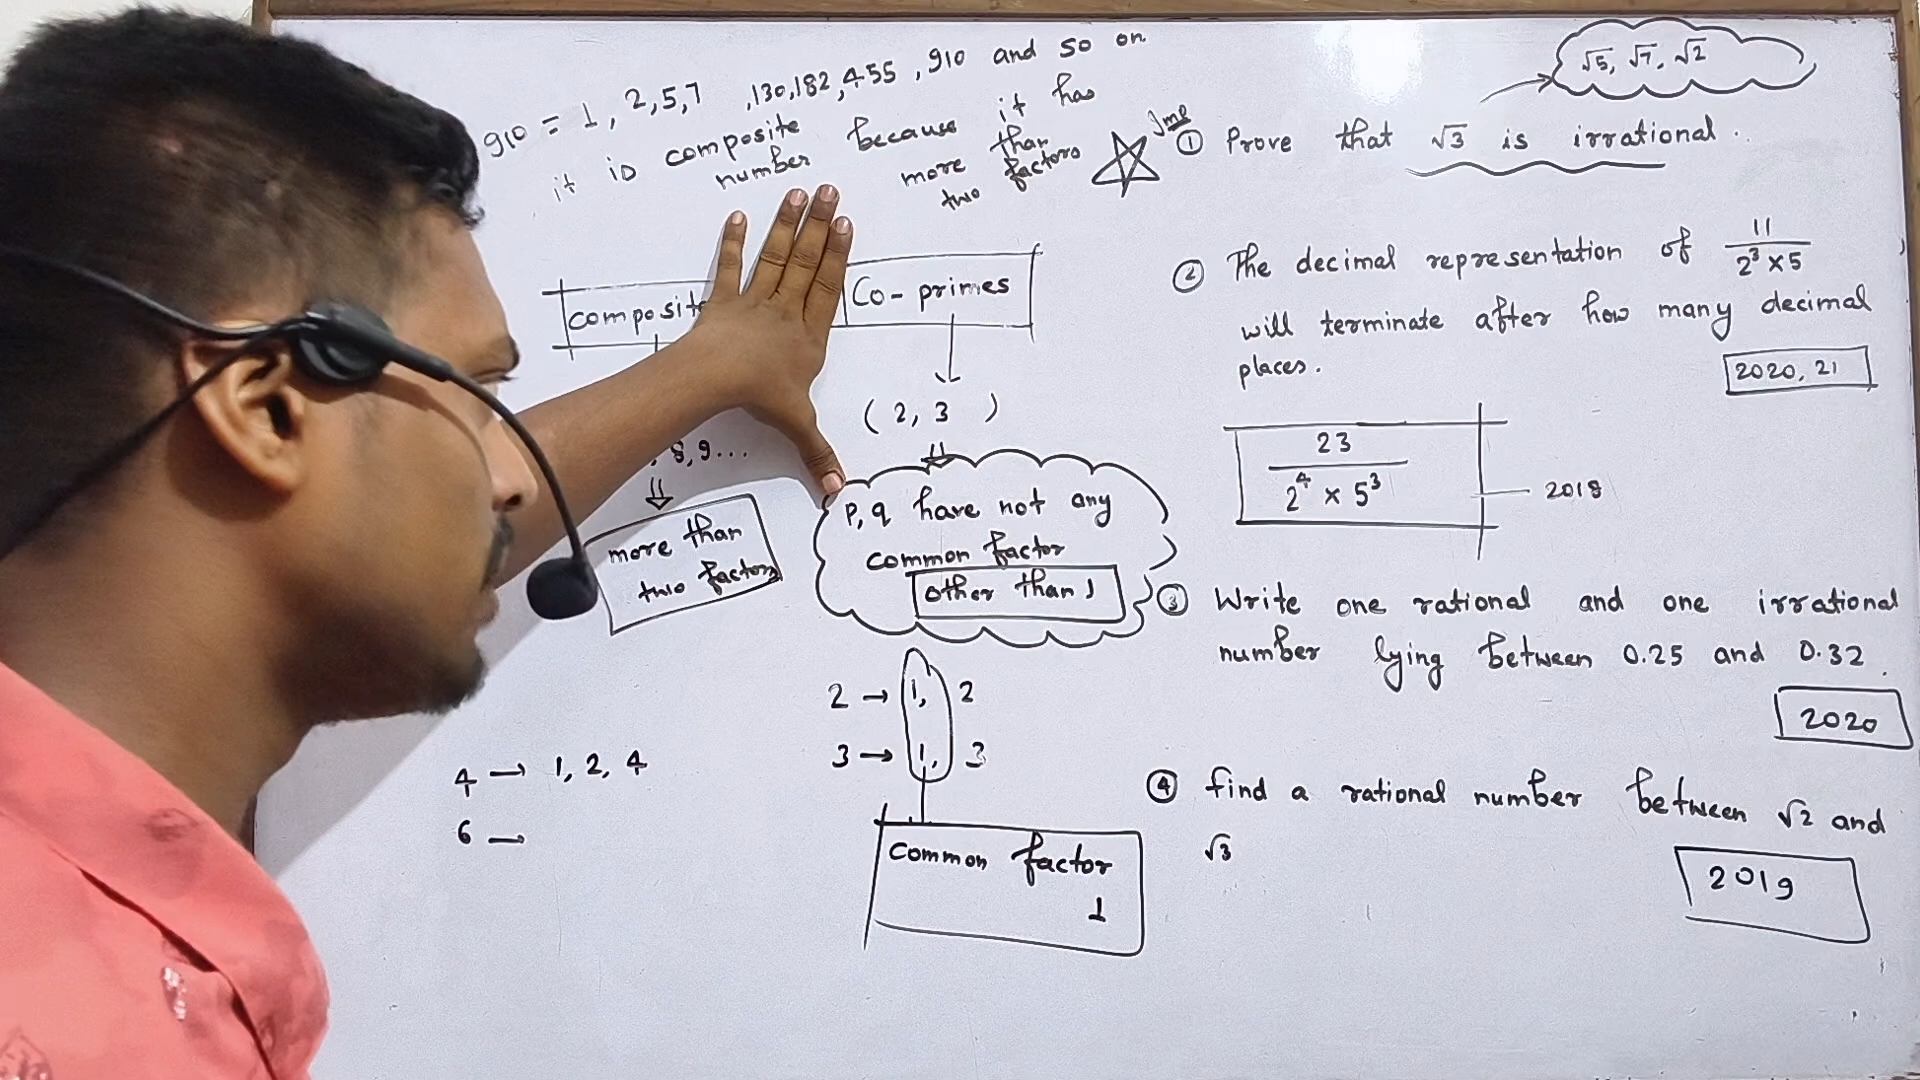 910 = 1, 2,5,7 ,130,182,455 ,910 and so on
it is composite number because it has more than two factors
composit
Co-primes
(2, 3 )
, 8,9...
more than
two factors
P,q have not any
common factor
other than 1
2 → 1, 2
3 → 1, 3
Common factor
1
4 → 1, 2, 4
6 →
√5, √7, √2
Imp
① Prove that √3 is irrational.
② The decimal representation of 11/2³×5
will terminate after how many decimal
places.
2020, 21
23/2⁴ × 5³
2018
③ Write one rational and one irrational
number lying between 0.25 and 0.32.
2020
④ find a rational number between √2 and
√3
2019